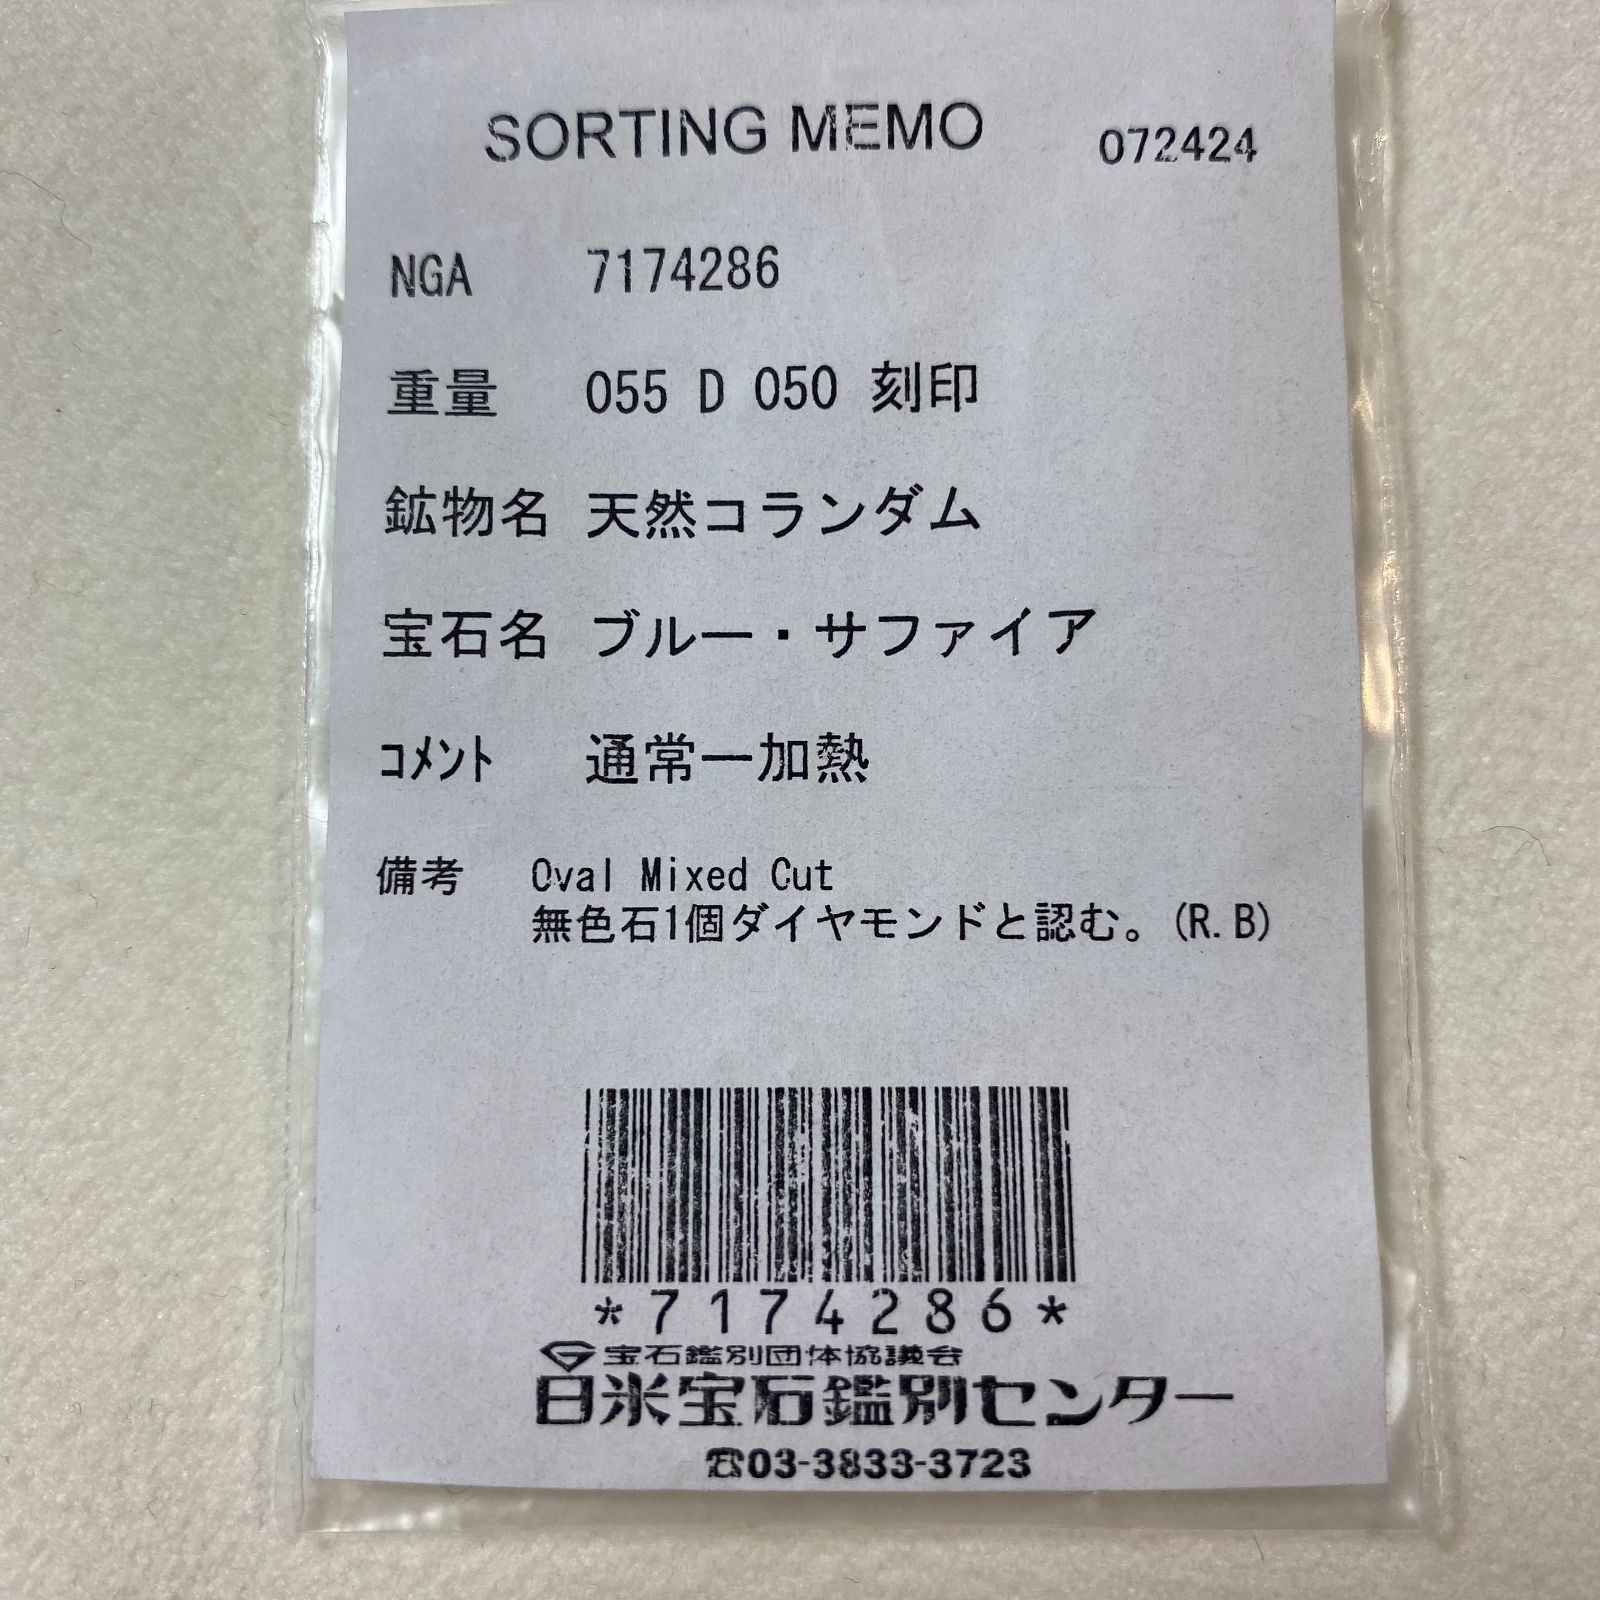 SORTING MEMO 072424
NGA 7174286
重量 055 D 050 刻印
鉱物名 天然コランダム
宝石名 ブルー・サファイア
ｺﾒﾝﾄ 通常一加熱
備考 Oval Mixed Cut
無色石1個ダイヤモンドと認む。(R.B)
*7174286*
宝石鑑別団体協議会
日米宝石鑑別センター
☎03-3833-3723